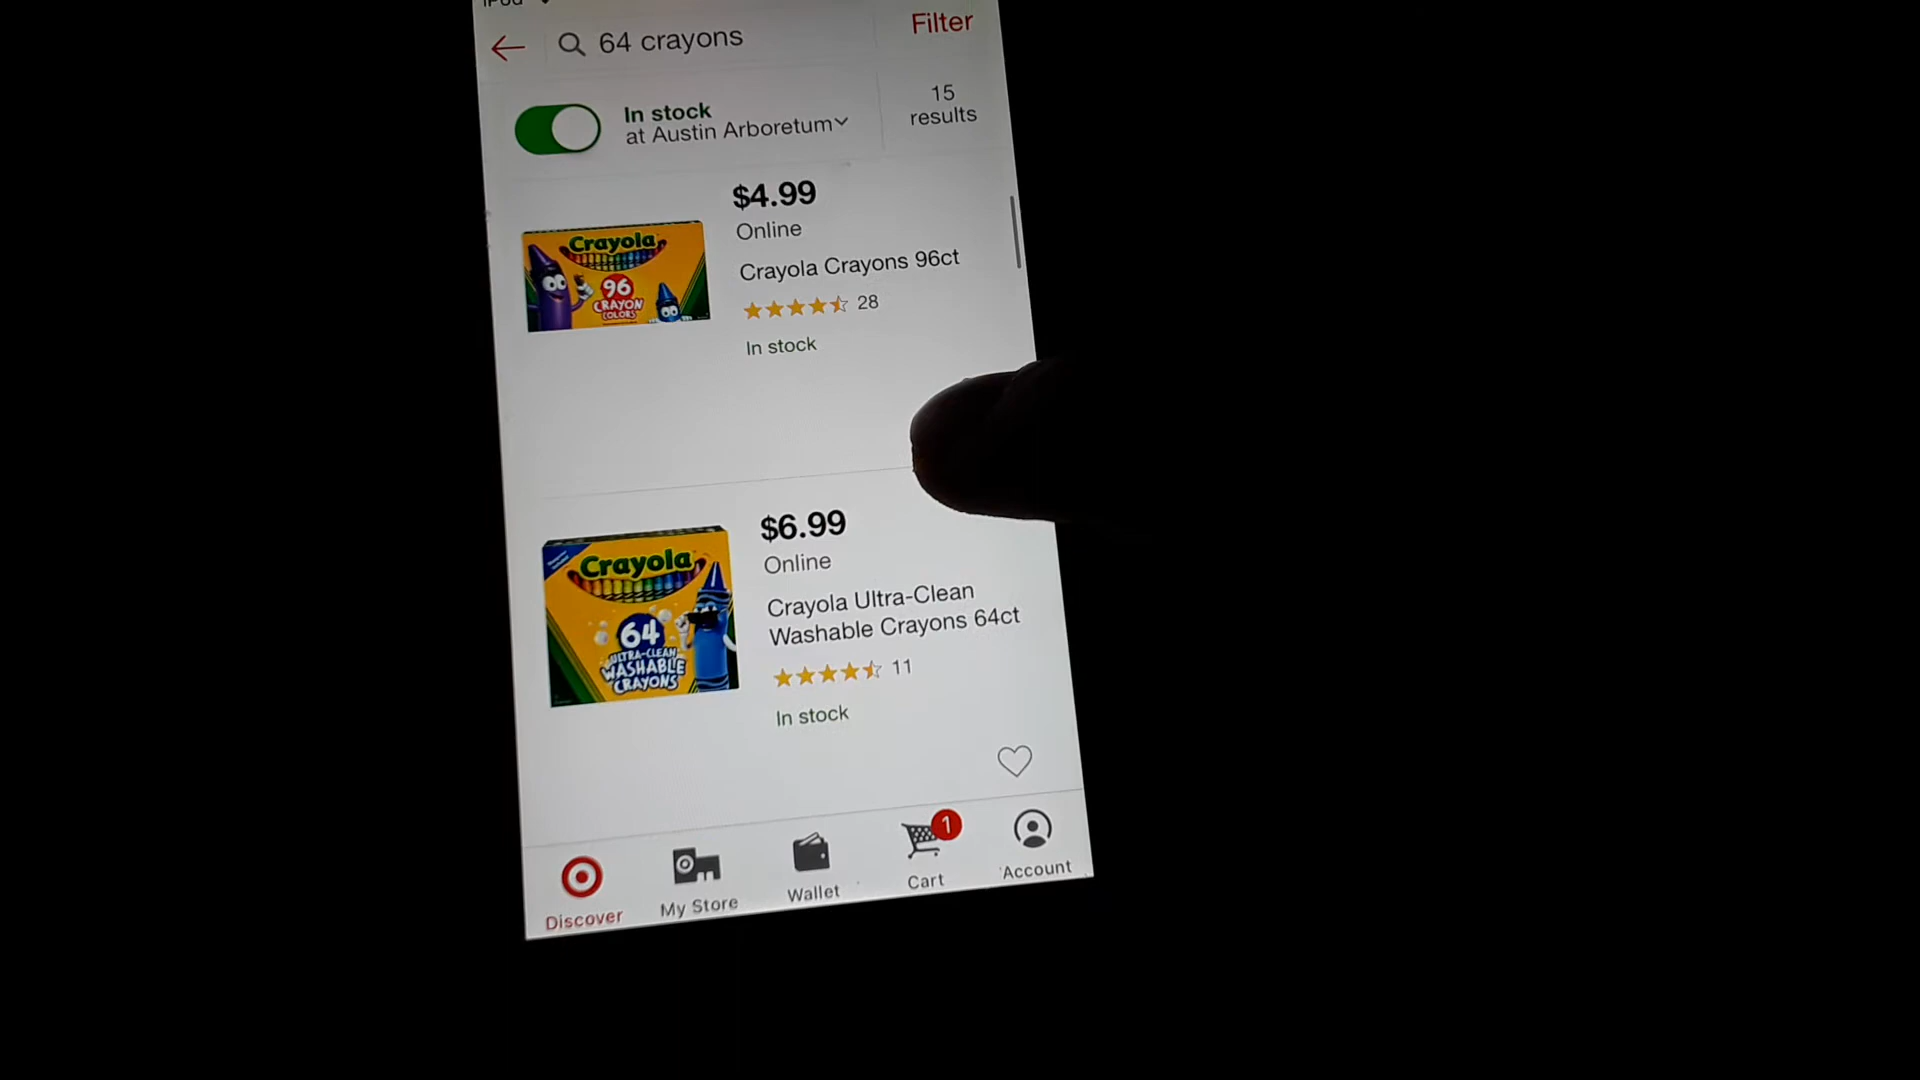 iPod
64 crayons
Filter
In stock
at Austin Arboretum
15
results
$4.99
Online
Crayola Crayons 96ct
28
In stock
Crayola
96
CRAYON
COLORS
$6.99
Online
Crayola Ultra-Clean
Washable Crayons 64ct
11
In stock
Crayola
64
ULTRA-CLEAN
WASHABLE
CRAYONS
Discover
My Store
Wallet
1
Cart
Account